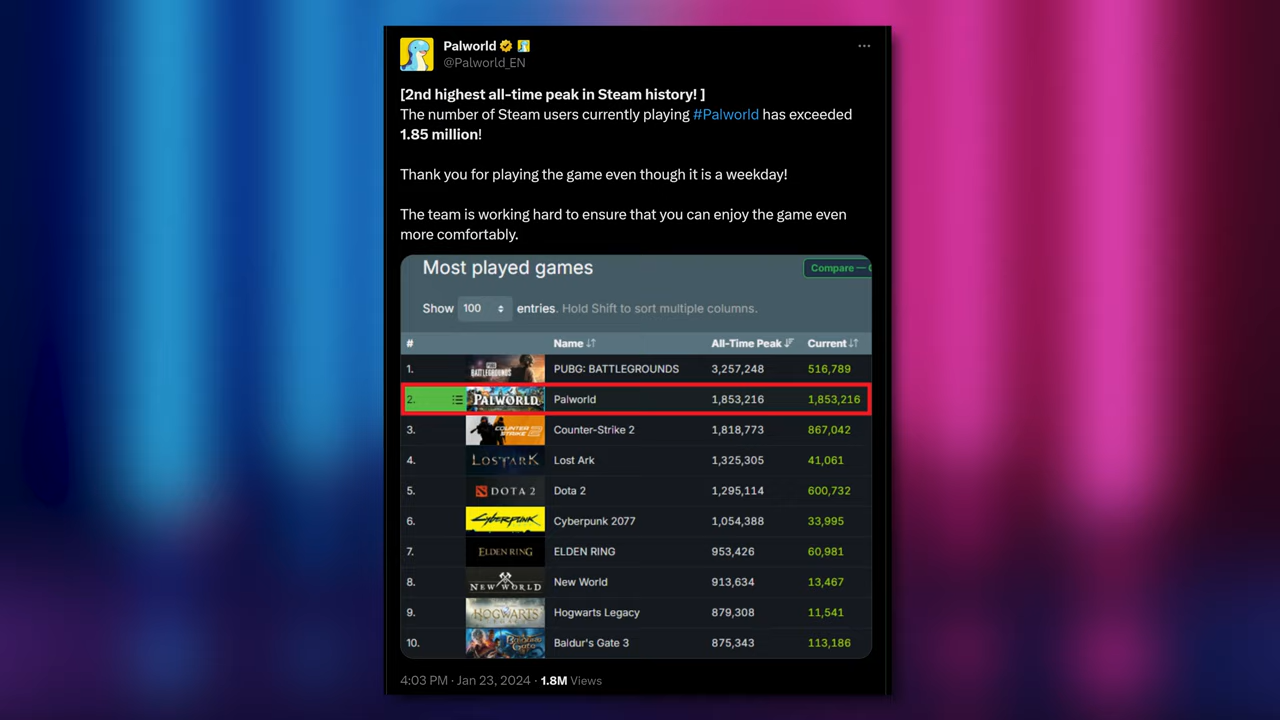 Palworld
@Palworld_EN
[2nd highest all-time peak in Steam history! ]
The number of Steam users currently playing #Palworld has exceeded
1.85 million!
Thank you for playing the game even though it is a weekday!
The team is working hard to ensure that you can enjoy the game even
more comfortably.
Most played games
Compare —
Show 100 entries. Hold Shift to sort multiple columns.
# Name All-Time Peak Current
1. PUBG BATTLEGROUNDS PUBG: BATTLEGROUNDS 3,257,248 516,789
2. PALWORLD Palworld 1,853,216 1,853,216
3. COUNTER STRIKE 2 Counter-Strike 2 1,818,773 867,042
4. LOSTARK Lost Ark 1,325,305 41,061
5. DOTA 2 Dota 2 1,295,114 600,732
6. Cyberpunk Cyberpunk 2077 1,054,388 33,995
7. ELDEN RING ELDEN RING 953,426 60,981
8. NEW WORLD New World 913,634 13,467
9. HOGWARTS Hogwarts Legacy 879,308 11,541
10. Baldur's Gate Baldur's Gate 3 875,343 113,186
4:03 PM · Jan 23, 2024 · 1.8M Views